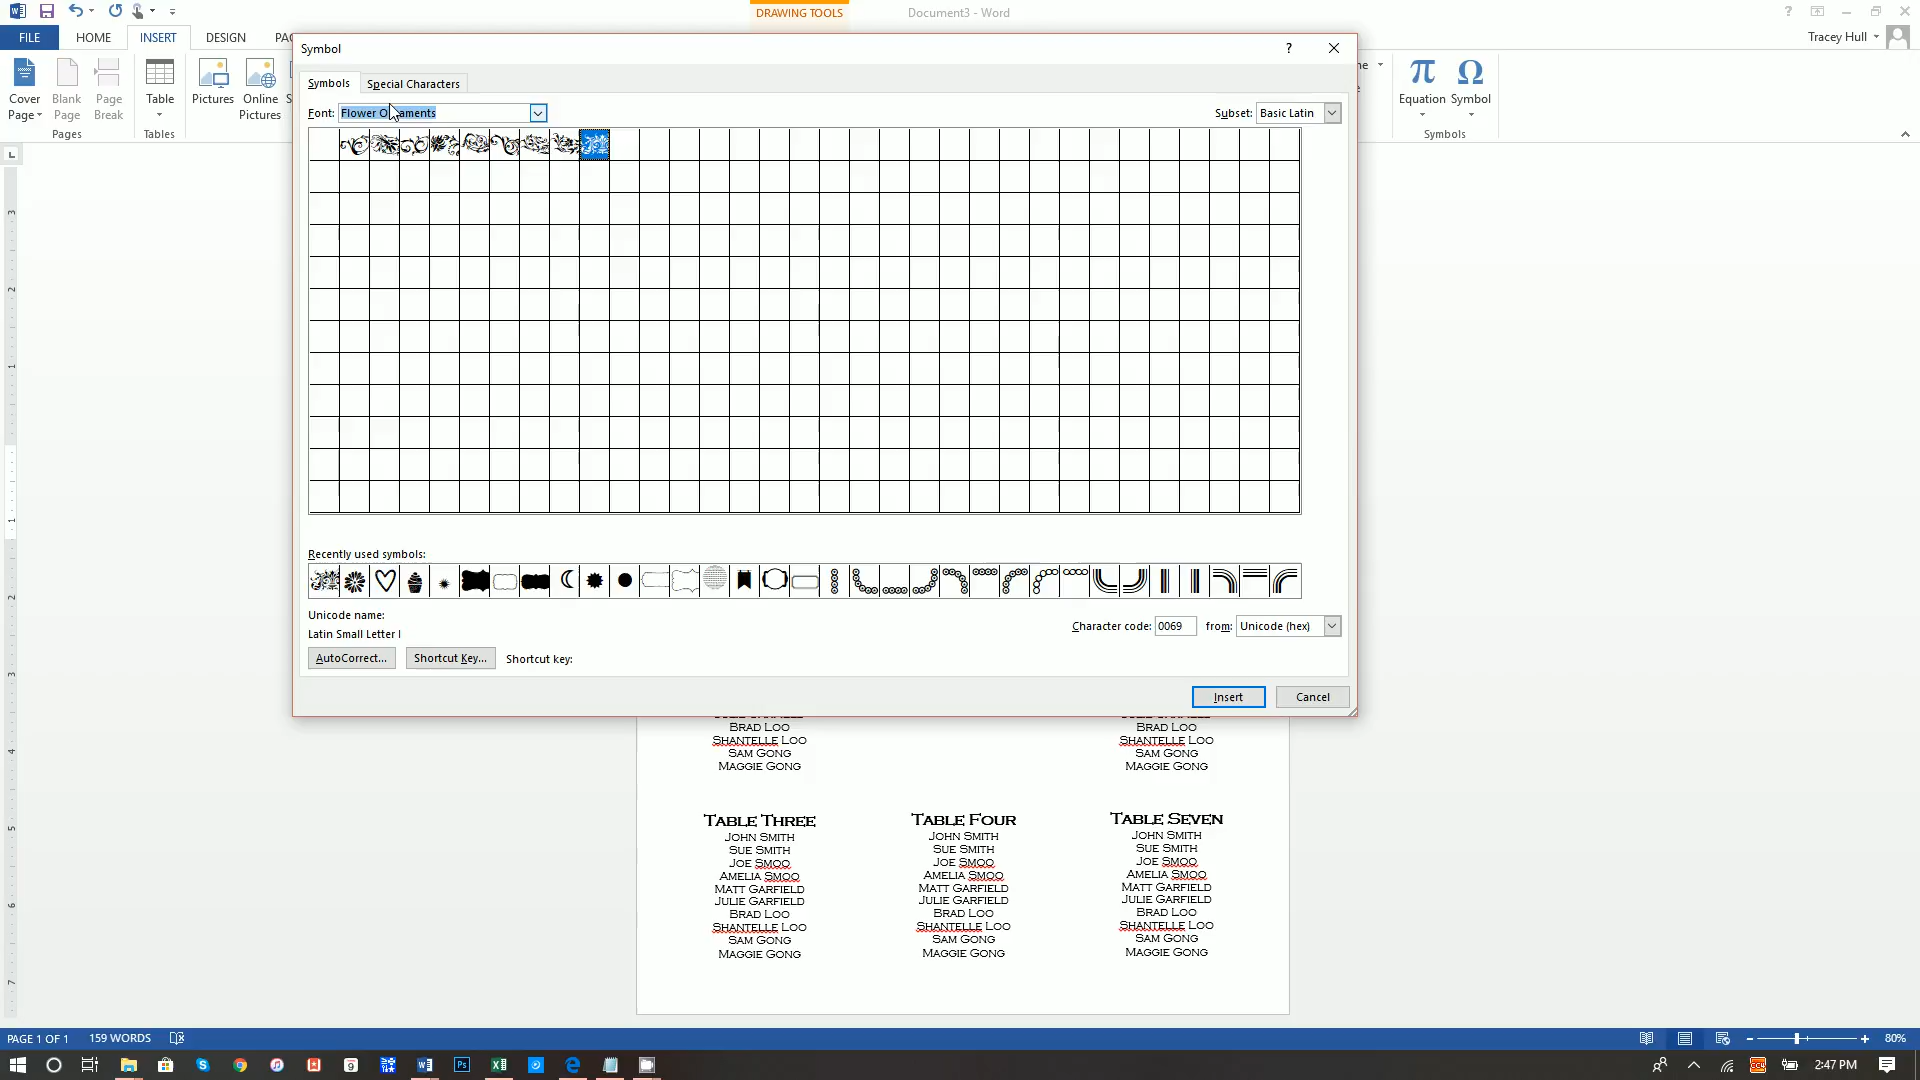 DRAWING TOOLS
Document3 - Word
FILE
HOME
INSERT
DESIGN
Tracey Hull
Symbol
Symbols
Special Characters
Font:
Subset: Basic Latin
Cover Page
Blank Page
Page Break
Table
Pictures
Online Pictures
Equation
Symbol
Pages
Tables
Symbols
Recently used symbols:
Unicode name:
Latin Small Letter I
Character code: 0069 from: Unicode (hex)
AutoCorrect...
Shortcut Key...
Shortcut key:
Insert
Cancel
Brad Loo
Shantelle Loo
Sam Gong
Maggie Gong
Brad Loo
Shantelle Loo
Sam Gong
Maggie Gong
Table Three
John Smith
Sue Smith
Joe Smoo
Amelia Smoo
Matt Garfield
Julie Garfield
Brad Loo
Shantelle Loo
Sam Gong
Maggie Gong
Table Four
John Smith
Sue Smith
Joe Smoo
Amelia Smoo
Matt Garfield
Julie Garfield
Brad Loo
Shantelle Loo
Sam Gong
Maggie Gong
Table Seven
John Smith
Sue Smith
Joe Smoo
Amelia Smoo
Matt Garfield
Julie Garfield
Brad Loo
Shantelle Loo
Sam Gong
Maggie Gong
PAGE 1 OF 1
159 WORDS
80%
2:47 PM